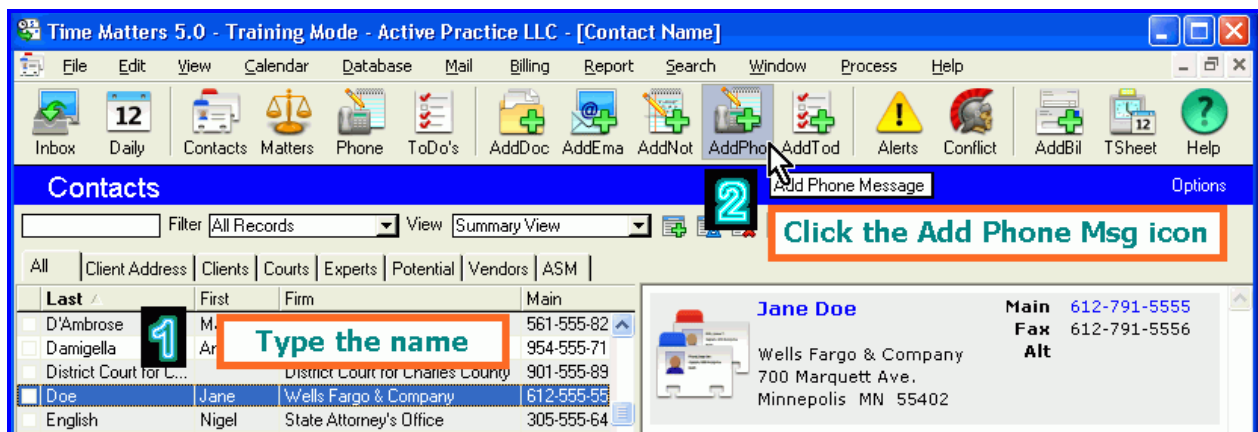 Time Matters 5.0 - Training Mode - Active Practice LLC - [Contact Name]
File Edit View Calendar Database Mail Billing Report Search Window Process Help
12 12 ?
Inbox Daily Contacts Matters Phone ToDo's AddDoc AddEma AddNot AddPho AddTod Alerts Conflict AddBil TSheet Help
Contacts 2 Add Phone Message Options
Filter All Records View Summary View Click the Add Phone Msg icon
All Client Address Clients Courts Experts Potential Vendors ASM
Last First Firm Main
D'Ambrose 561-555-82
1 Type the name
Damigella 954-555-71
District Court for C... District Court for Charles County 901-555-89
Doe Jane Wells Fargo & Company 612-555-55
English Nigel State Attorney's Office 305-555-64
Jane Doe Main 612-791-5555
Fax 612-791-5556
Wells Fargo & Company Alt
700 Marquett Ave.
Minnepolis MN 55402